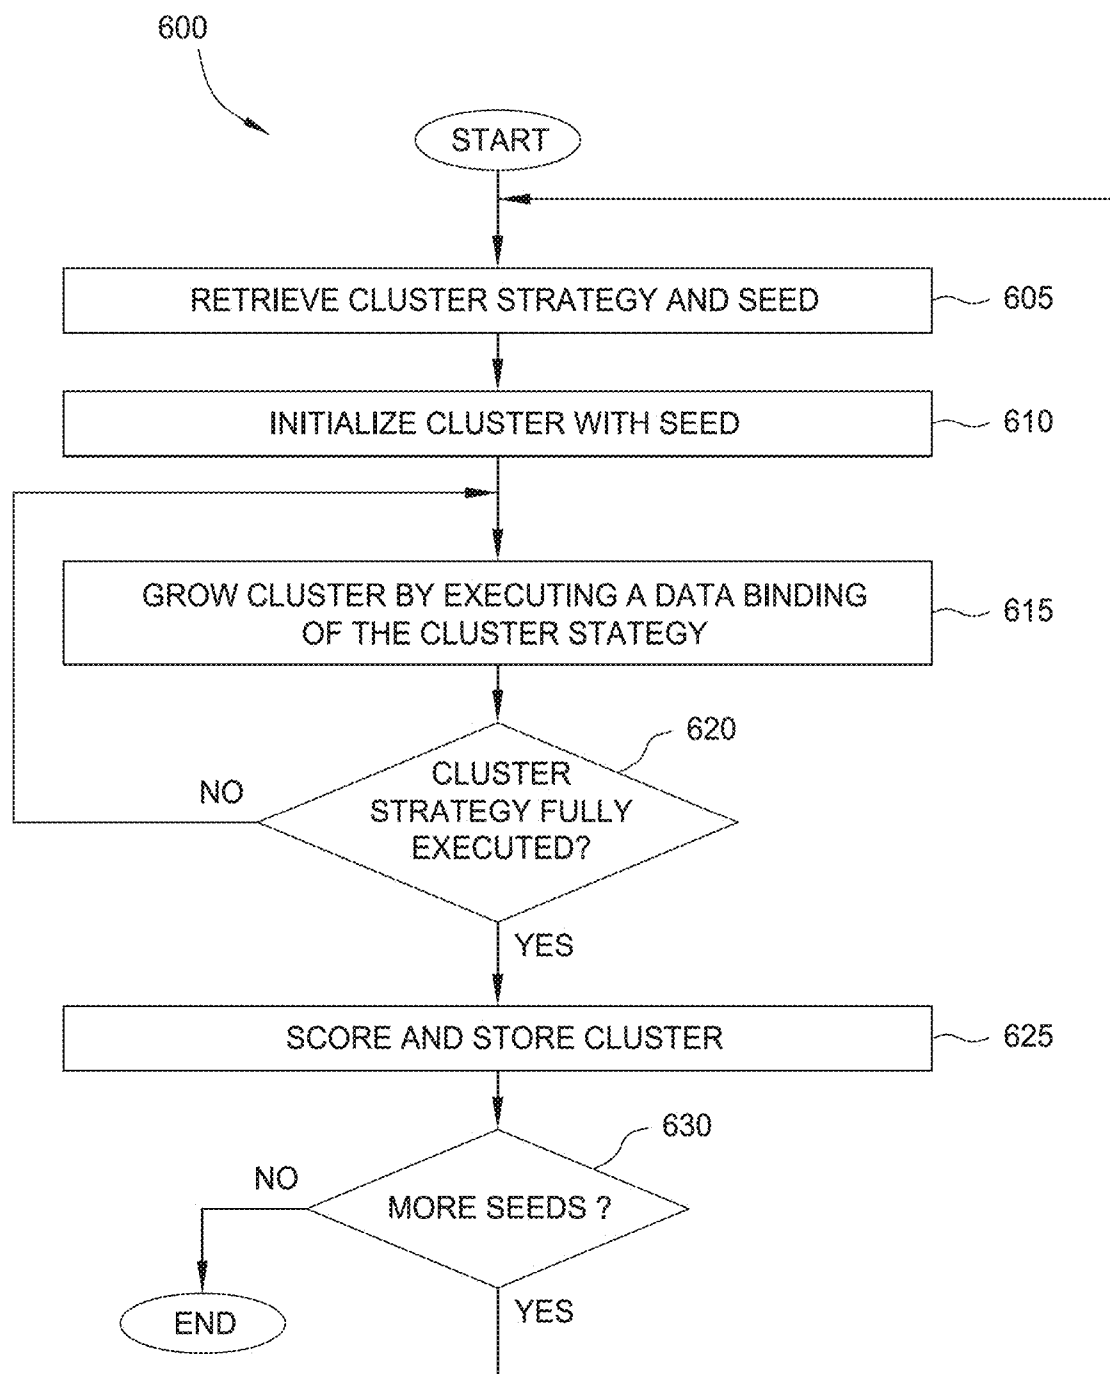 600
START
RETRIEVE CLUSTER STRATEGY AND SEED
605
INITIALIZE CLUSTER WITH SEED
610
GROW CLUSTER BY EXECUTING A DATA BINDING
OF THE CLUSTER STATEGY
615
620
CLUSTER
STRATEGY FULLY
EXECUTED?
NO
YES
SCORE AND STORE CLUSTER
625
630
NO
MORE SEEDS ?
YES
END